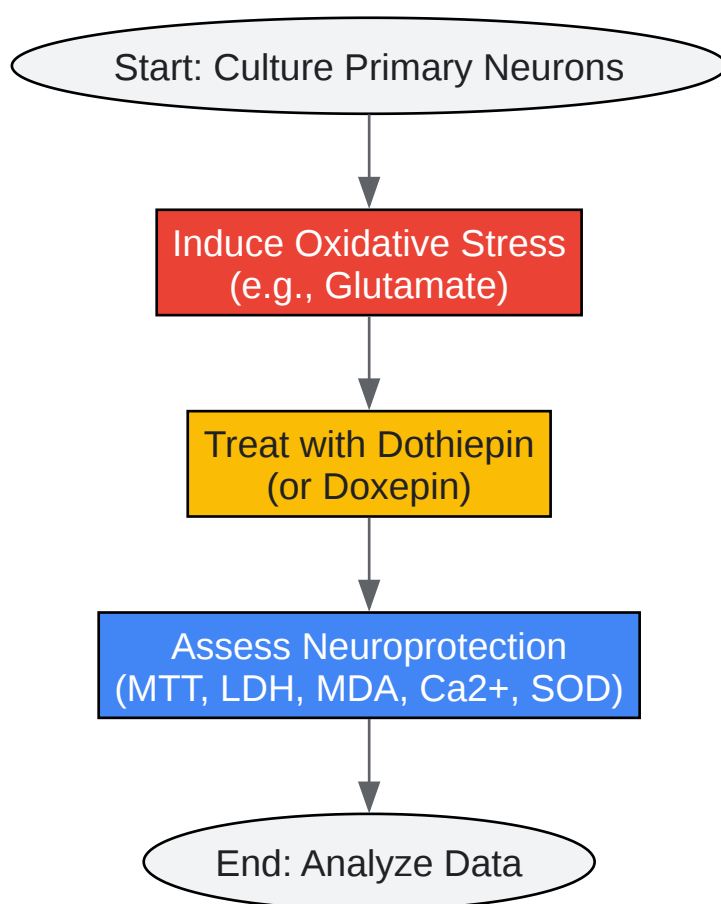 Start: Culture Primary Neurons
Induce Oxidative Stress
(e.g., Glutamate)
Treat with Dothiepin
(or Doxepin)
Assess Neuroprotection
(MTT, LDH, MDA, Ca2+, SOD)
End: Analyze Data